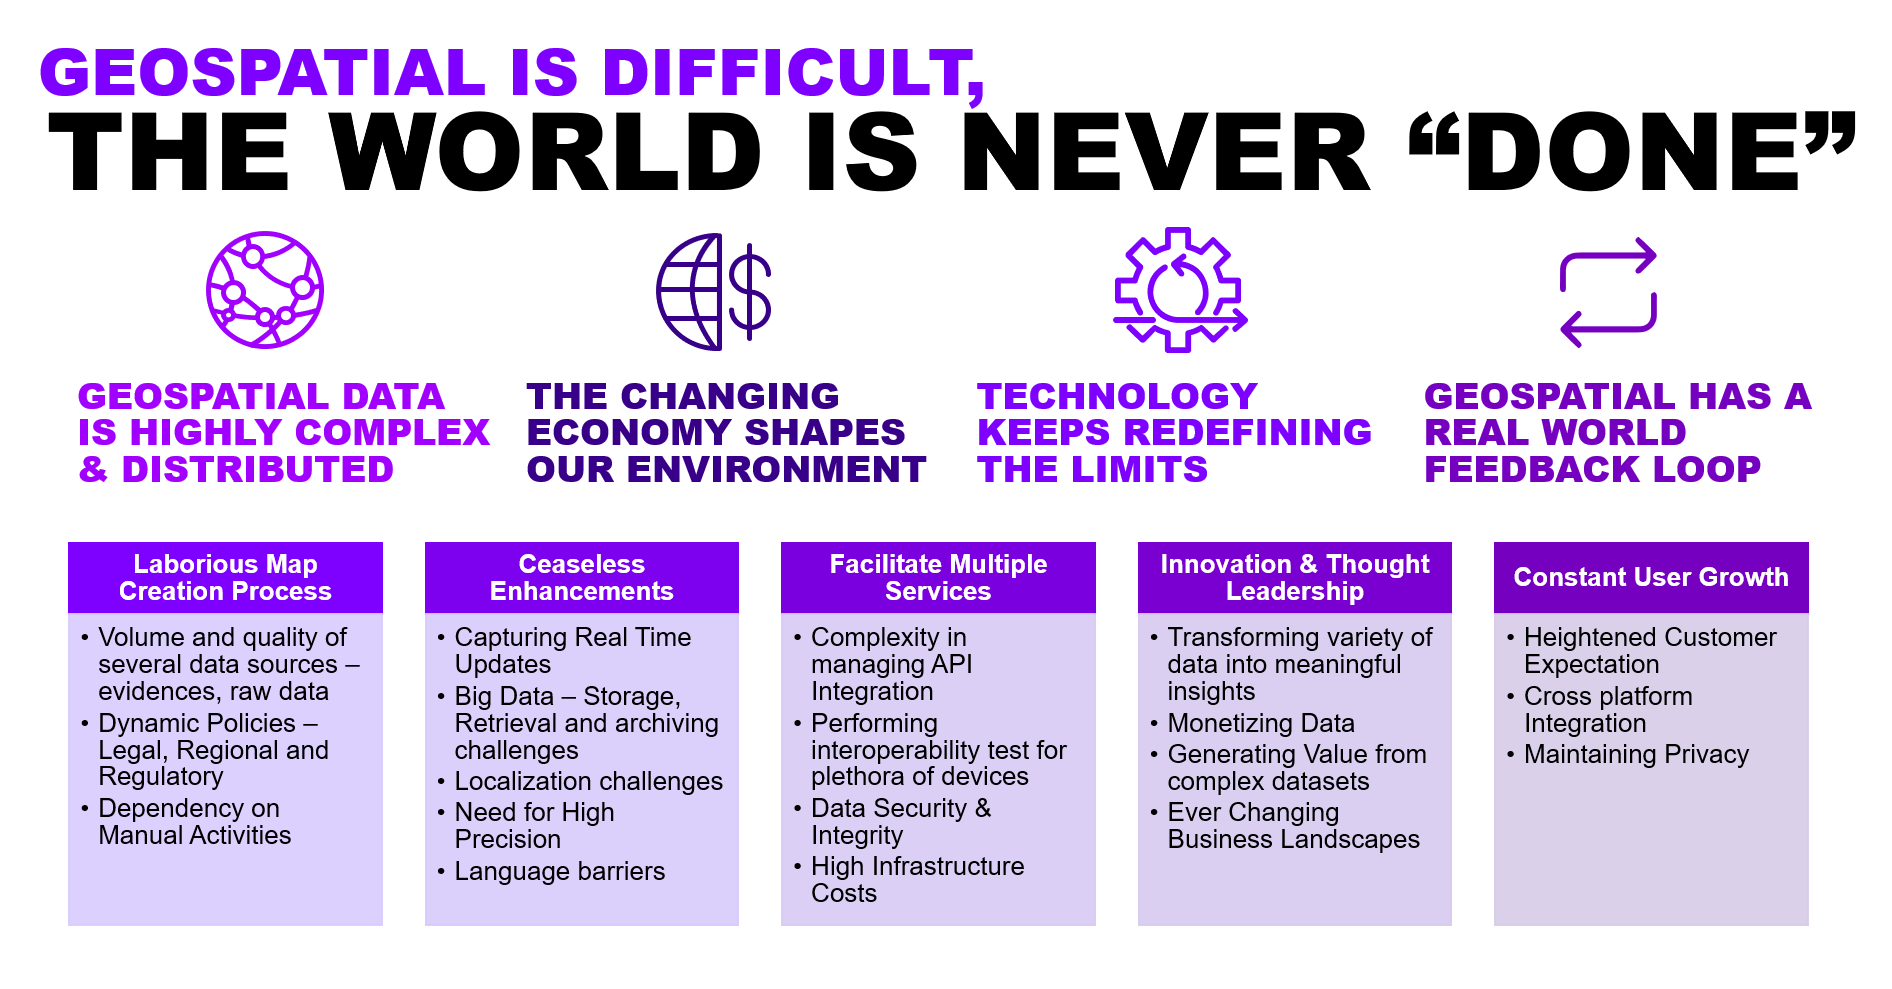 GEOSPATIAL IS DIFFICULT,
THE WORLD IS NEVER “DONE”
GEOSPATIAL DATA
IS HIGHLY COMPLEX
& DISTRIBUTED
THE CHANGING
ECONOMY SHAPES
OUR ENVIRONMENT
TECHNOLOGY
KEEPS REDEFINING
THE LIMITS
GEOSPATIAL HAS A
REAL WORLD
FEEDBACK LOOP
Laborious Map
Creation Process
• Volume and quality of
several data sources –
evidences, raw data
• Dynamic Policies –
Legal, Regional and
Regulatory
• Dependency on
Manual Activities
Ceaseless
Enhancements
• Capturing Real Time
Updates
• Big Data – Storage,
Retrieval and archiving
challenges
• Localization challenges
• Need for High
Precision
• Language barriers
Facilitate Multiple
Services
• Complexity in
managing API
Integration
• Performing
interoperability test for
plethora of devices
• Data Security &
Integrity
• High Infrastructure
Costs
Innovation & Thought
Leadership
• Transforming variety of
data into meaningful
insights
• Monetizing Data
• Generating Value from
complex datasets
• Ever Changing
Business Landscapes
Constant User Growth
• Heightened Customer
Expectation
• Cross platform
Integration
• Maintaining Privacy